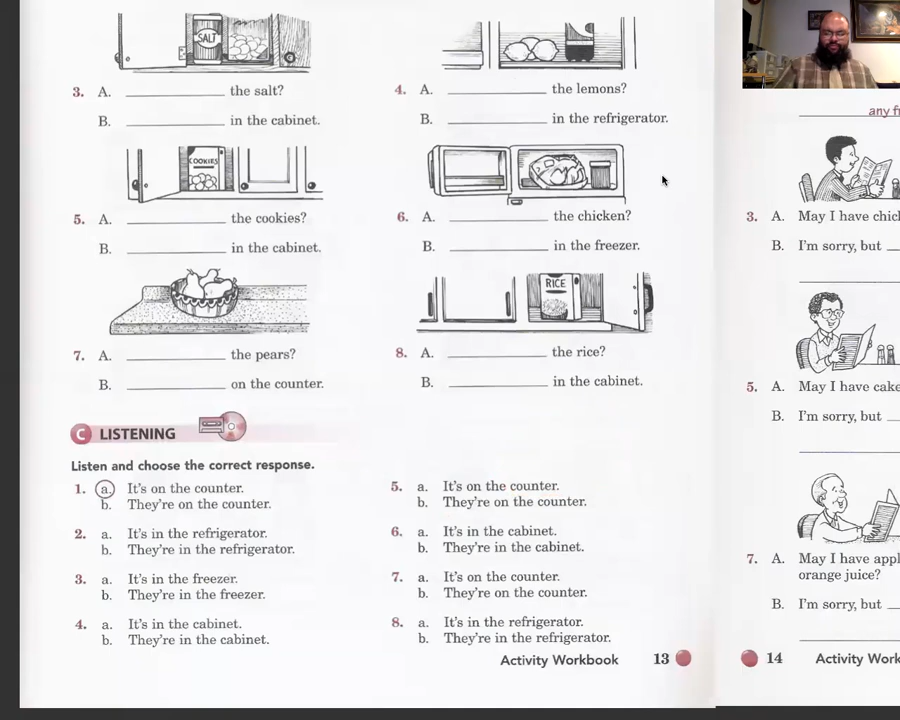 SALT
3. A. __________ the salt?
B. __________ in the cabinet.
4. A. __________ the lemons?
B. __________ in the refrigerator.
COOKIES
5. A. __________ the cookies?
B. __________ in the cabinet.
6. A. __________ the chicken?
B. __________ in the freezer.
7. A. __________ the pears?
B. __________ on the counter.
RICE
8. A. __________ the rice?
B. __________ in the cabinet.
C LISTENING
Listen and choose the correct response.
1. a. It's on the counter.
b. They're on the counter.
2. a. It's in the refrigerator.
b. They're in the refrigerator.
3. a. It's in the freezer.
b. They're in the freezer.
4. a. It's in the cabinet.
b. They're in the cabinet.
5. a. It's on the counter.
b. They're on the counter.
6. a. It's in the cabinet.
b. They're in the cabinet.
7. a. It's on the counter.
b. They're on the counter.
8. a. It's in the refrigerator.
b. They're in the refrigerator.
Activity Workbook 13
any
3. A. May I have
B. I'm sorry, but
5. A. May I have cake
B. I'm sorry, but
7. A. May I have
orange juice?
B. I'm sorry, but
14 Activity